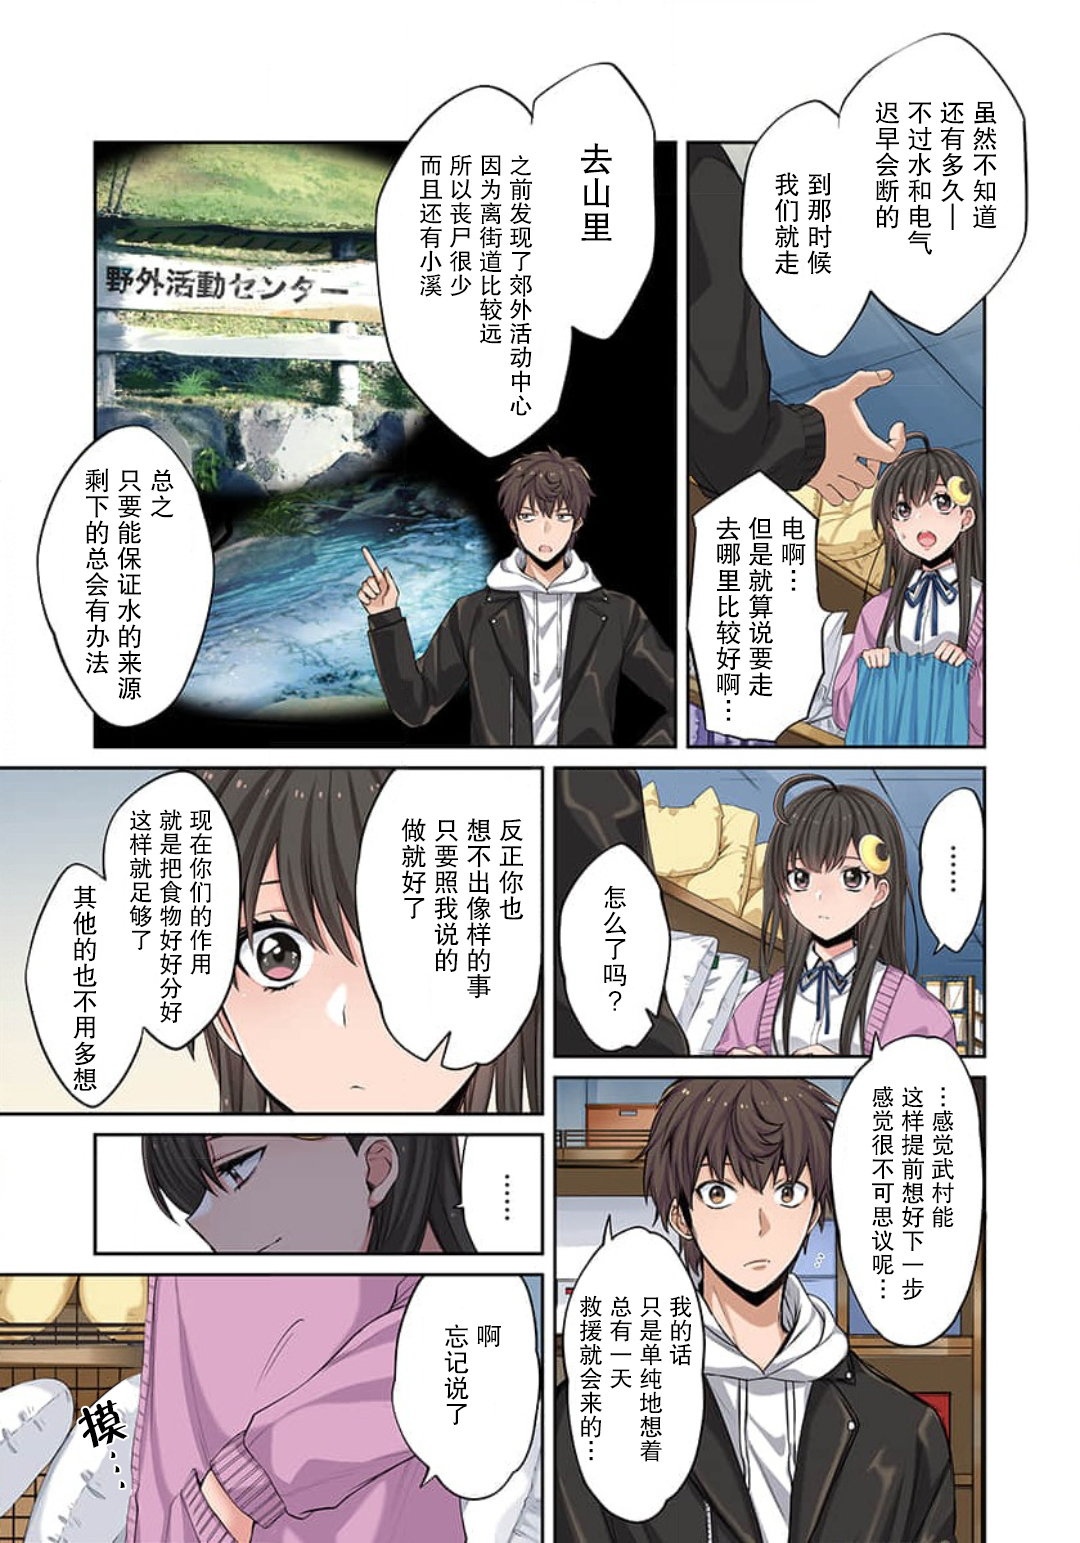 虽然不知道
还有多久—
不过水和电气
迟早会断的
到那时候
我们就走
电啊…
但是就算说要走
去哪里比较好啊…
去山里
之前发现了郊外活动中心
因为离街道比较远
所以丧尸很少
而且还有小溪
野外活動センター
总之
只要能保证水的来源
剩下的总会有办法
……
怎么了吗？
反正你也
想不出像样的事
只要照我说的
做就好了
现在你们的作用
就是把食物好好分好
这样就足够了
其他的也不用多想
…感觉武村能
这样提前想好下一步
感觉很不可思议呢…
…
我的话
只是单纯地想着
总有一天
救援就会来的…
……
啊
忘记说了
摸…